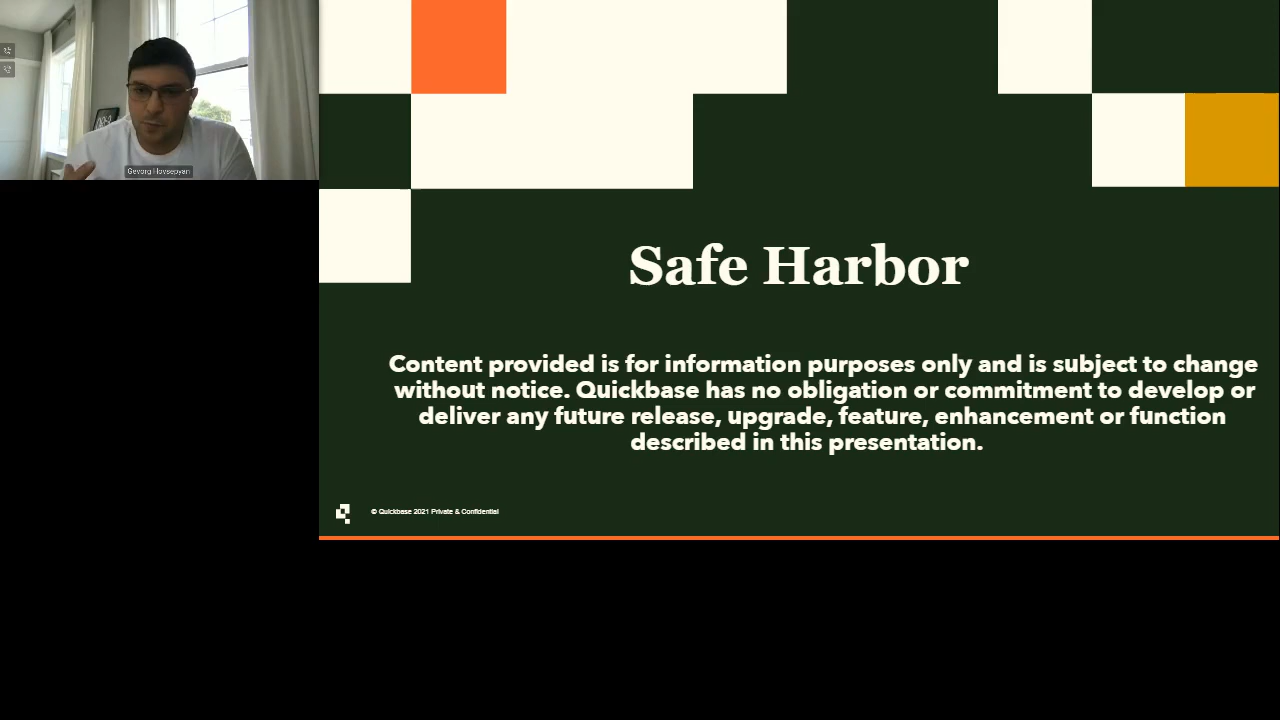 Gevorg Hovsepyan
Safe Harbor
Content provided is for information purposes only and is subject to change
without notice. Quickbase has no obligation or commitment to develop or
deliver any future release, upgrade, feature, enhancement or function
described in this presentation.
© Quickbase 2021 Private & Confidential